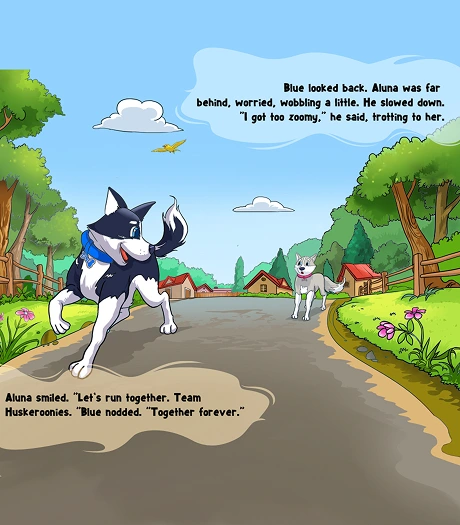 Blue looked back. Aluna was far
behind, worried, wobbling a little. He slowed down.
"I got too zoomy," he said, trotting to her.
Aluna smiled. "Let's run together. Team
Huskeroonies. "Blue nodded. "Together forever."